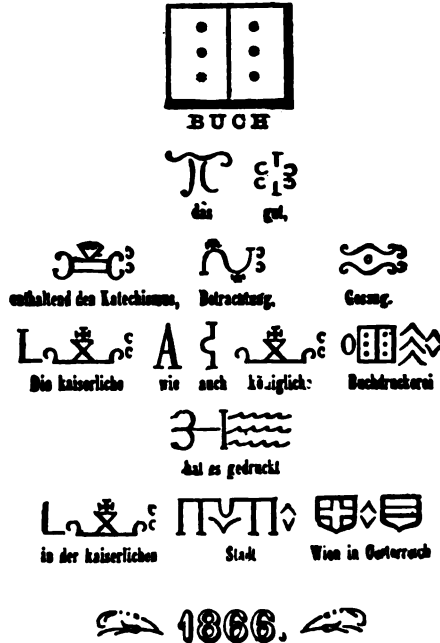 BUCH
das gut,
enthaltend den Katechismus, Betrachtung, Gesang.
Die kaiserliche wie auch königliche Buchdruckerei
hat es gedruckt
in der kaiserlichen Stadt Wien in Oesterreich
1866.